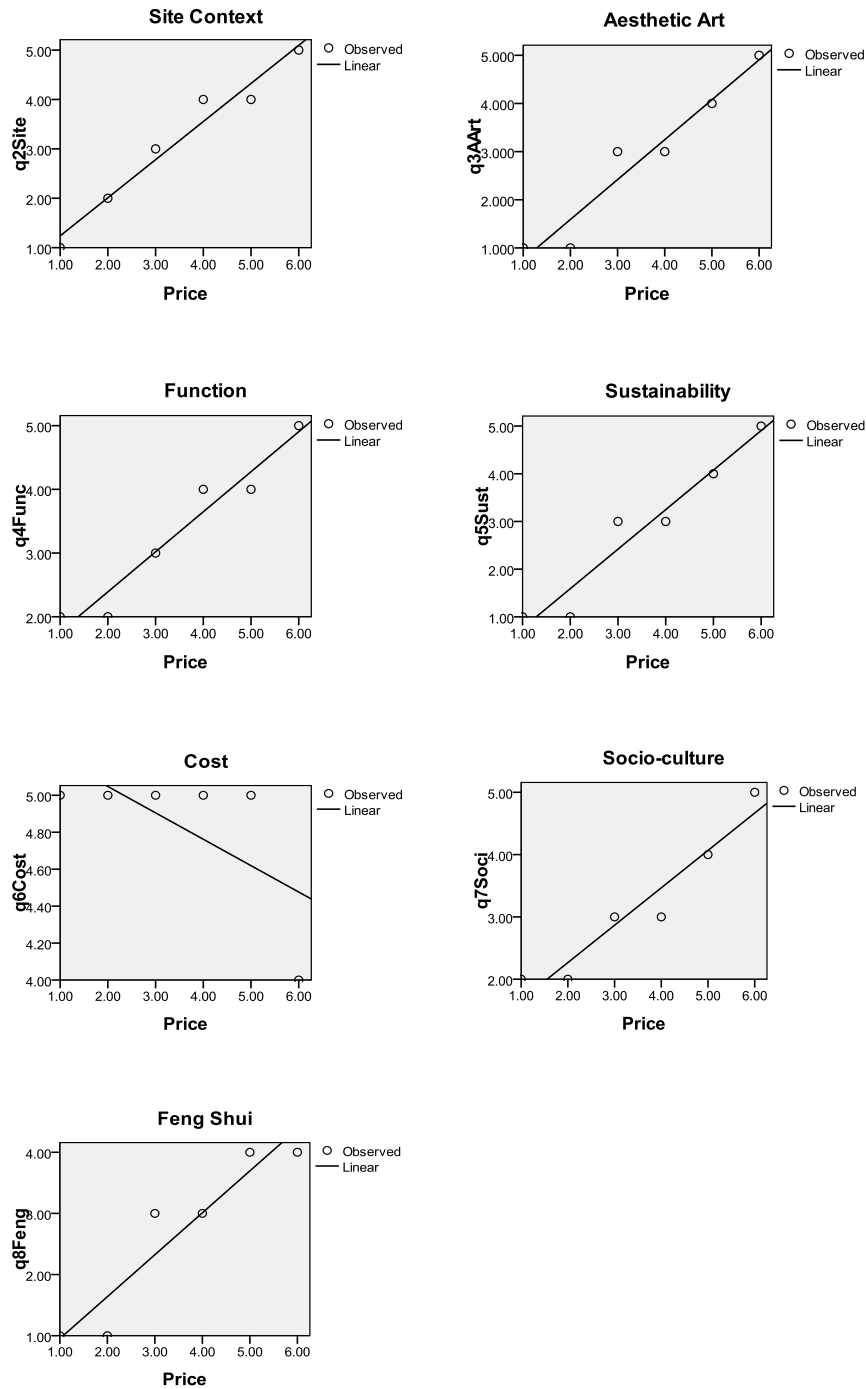 Site Context
5.00
4.00
3.00
2.00
1.00
q2Site
1.00 2.00 3.00 4.00 5.00 6.00
Price
Observed
Linear
Aesthetic Art
5.000
4.000
3.000
2.000
1.000
q3AArt
1.00 2.00 3.00 4.00 5.00 6.00
Price
Observed
Linear
Function
5.00
4.00
3.00
2.00
q4Func
1.00 2.00 3.00 4.00 5.00 6.00
Price
Observed
Linear
Sustainability
5.00
4.00
3.00
2.00
1.00
q5Sust
1.00 2.00 3.00 4.00 5.00 6.00
Price
Observed
Linear
Cost
5.00
4.80
4.60
4.40
4.20
4.00
q6Cost
1.00 2.00 3.00 4.00 5.00 6.00
Price
Observed
Linear
Socio-culture
5.00
4.00
3.00
2.00
q7Soci
1.00 2.00 3.00 4.00 5.00 6.00
Price
Observed
Linear
Feng Shui
4.00
3.00
2.00
1.00
q8Feng
1.00 2.00 3.00 4.00 5.00 6.00
Price
Observed
Linear